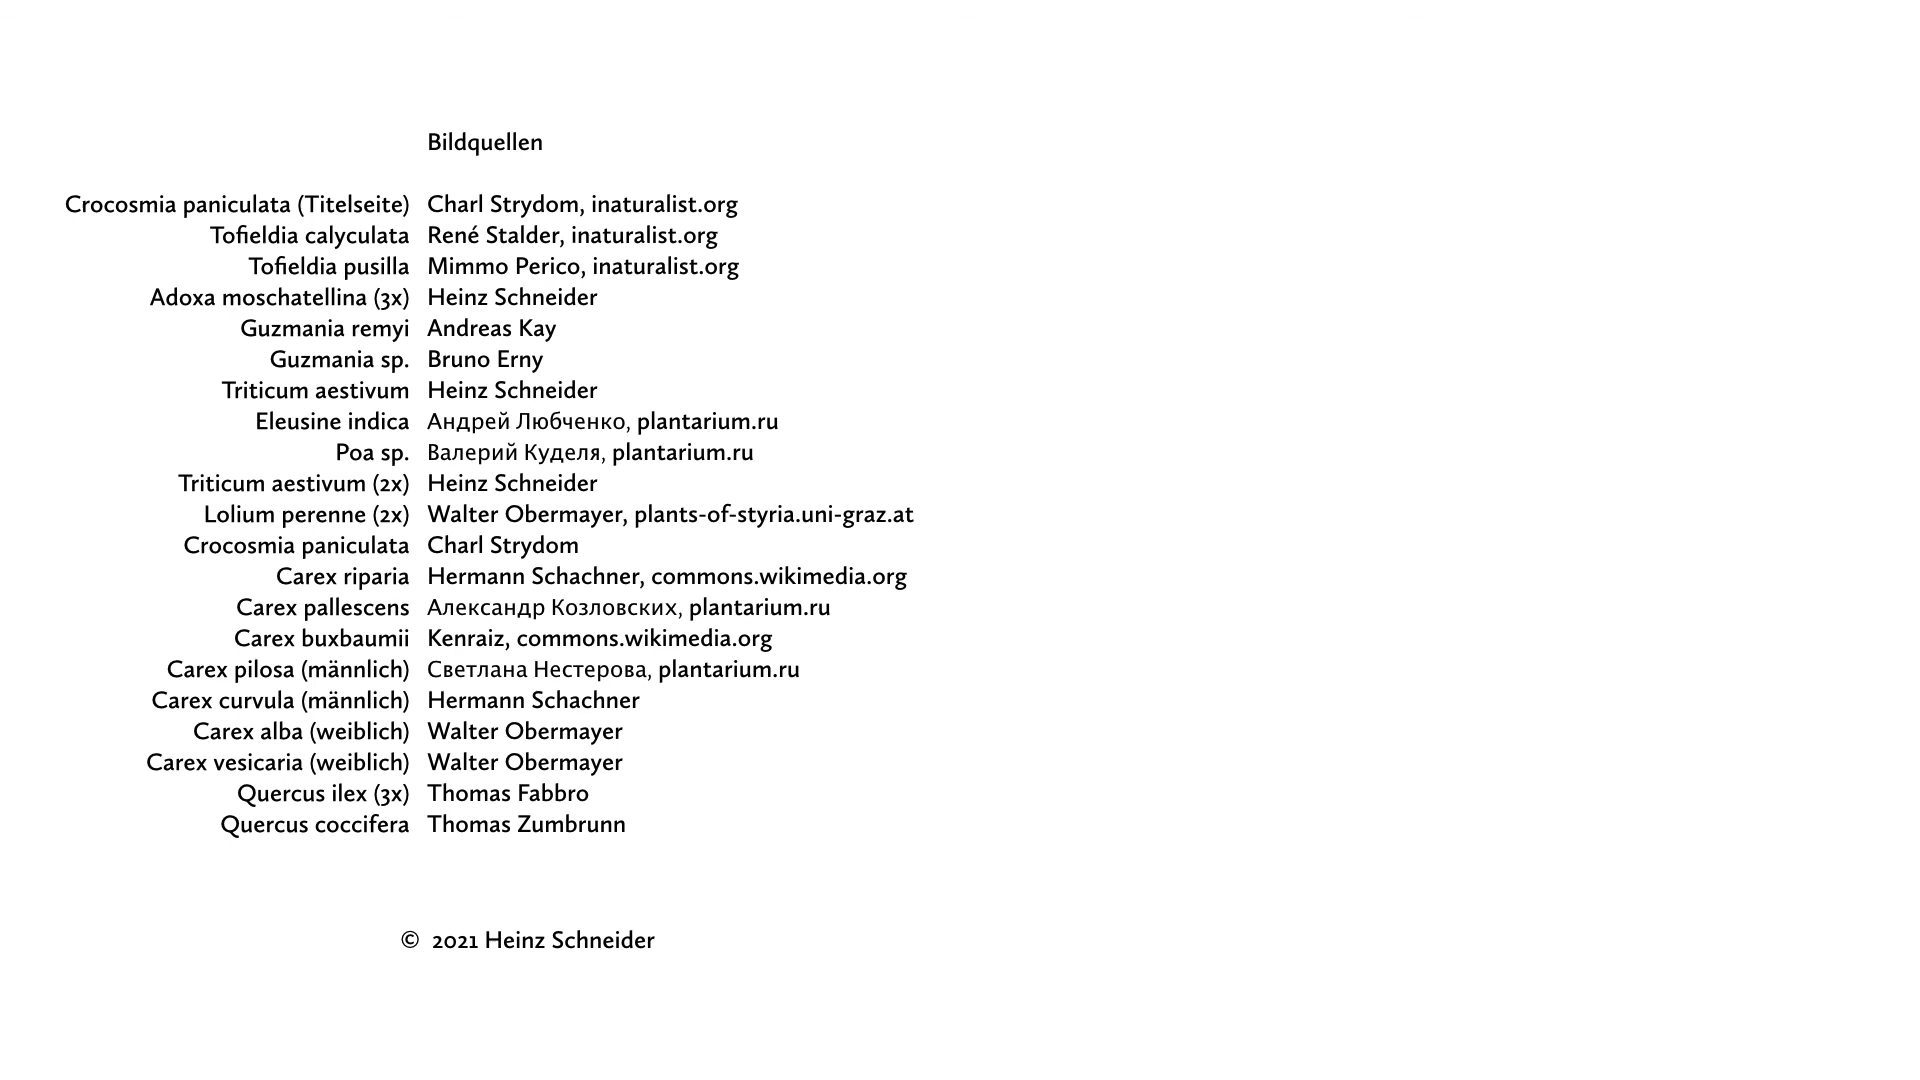 Bildquellen
Crocosmia paniculata (Titelseite) Charl Strydom, inaturalist.org
Tofieldia calyculata René Stalder, inaturalist.org
Tofieldia pusilla Mimmo Perico, inaturalist.org
Adoxa moschatellina (3x) Heinz Schneider
Guzmania remyi Andreas Kay
Guzmania sp. Bruno Erny
Triticum aestivum Heinz Schneider
Eleusine indica Андрей Любченко, plantarium.ru
Poa sp. Валерий Куделя, plantarium.ru
Triticum aestivum (2x) Heinz Schneider
Lolium perenne (2x) Walter Obermayer, plants-of-styria.uni-graz.at
Crocosmia paniculata Charl Strydom
Carex riparia Hermann Schachner, commons.wikimedia.org
Carex pallescens Александр Козловских, plantarium.ru
Carex buxbaumii Kenraiz, commons.wikimedia.org
Carex pilosa (männlich) Светлана Нестерова, plantarium.ru
Carex curvula (männlich) Hermann Schachner
Carex alba (weiblich) Walter Obermayer
Carex vesicaria (weiblich) Walter Obermayer
Quercus ilex (3x) Thomas Fabbro
Quercus coccifera Thomas Zumbrunn
© 2021 Heinz Schneider